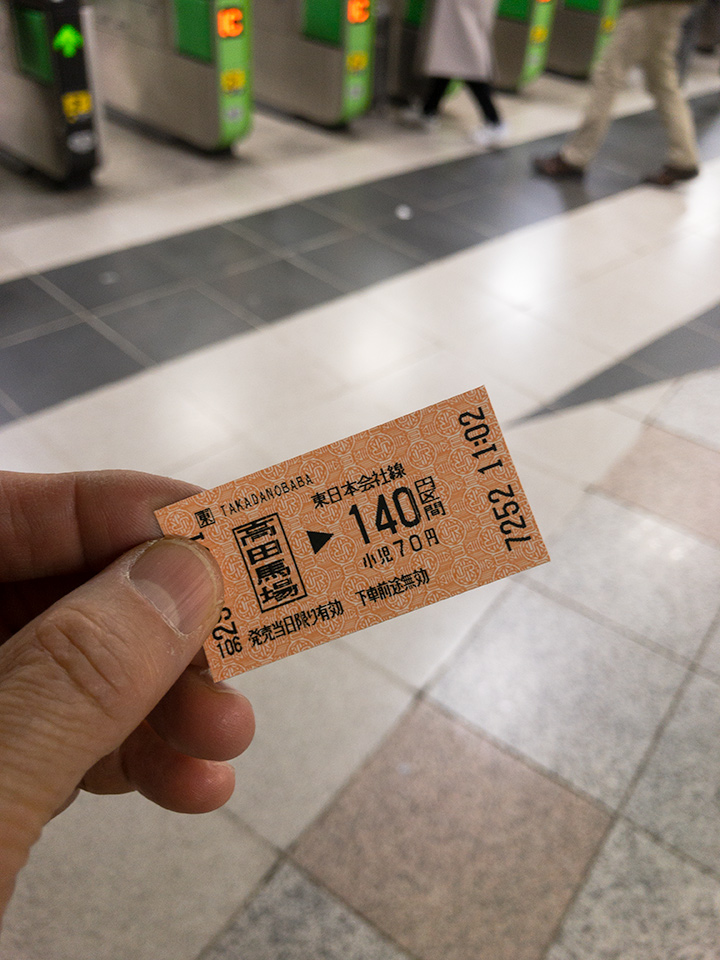 IC
IC
東 TAKADANOBABA
東日本会社線
高田馬場
▶
140円区間
小児70円
発売当日限り有効
下車前途無効
106
7252 11:02